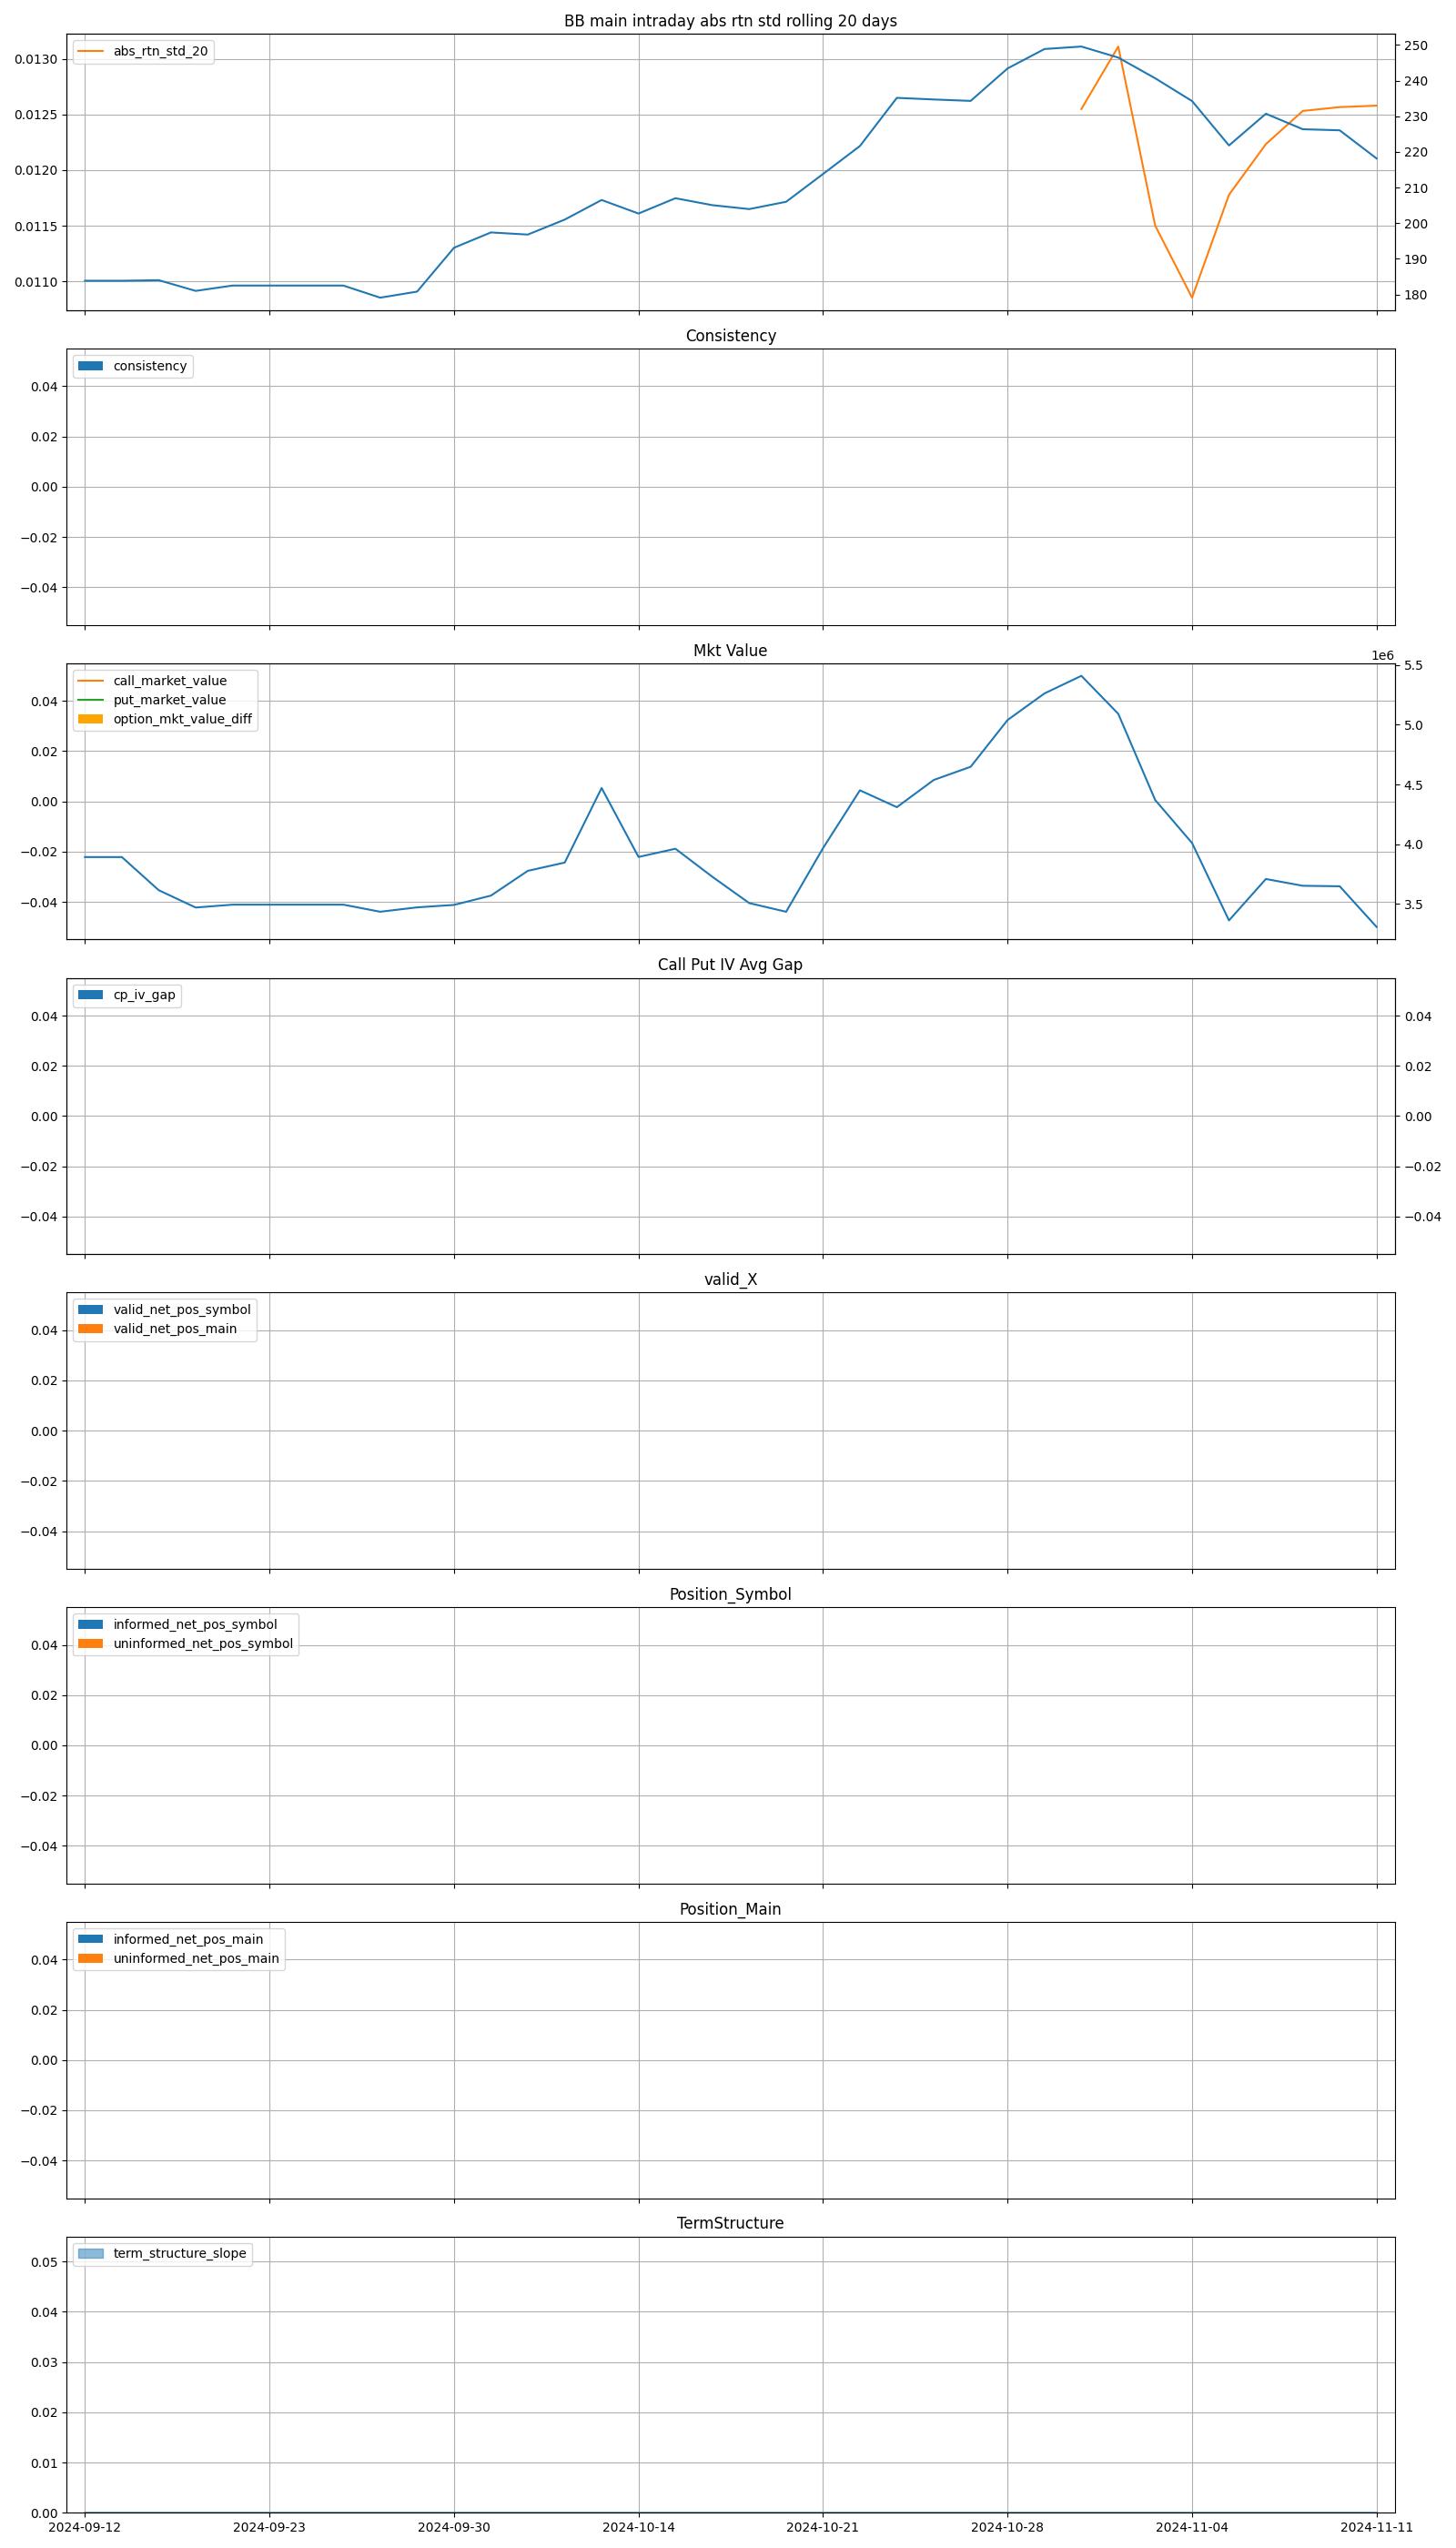 BB main intraday abs rtn std rolling 20 days
abs_rtn_std_20
0.0130
0.0125
0.0120
0.0115
0.0110
250
240
230
220
210
200
190
180
Consistency
consistency
0.04
0.02
0.00
−0.02
−0.04
Mkt Value
1e6
call_market_value
put_market_value
option_mkt_value_diff
0.04
0.02
0.00
−0.02
−0.04
5.5
5.0
4.5
4.0
3.5
Call Put IV Avg Gap
cp_iv_gap
0.04
0.02
0.00
−0.02
−0.04
0.04
0.02
0.00
−0.02
−0.04
valid_X
valid_net_pos_symbol
valid_net_pos_main
0.04
0.02
0.00
−0.02
−0.04
Position_Symbol
informed_net_pos_symbol
uninformed_net_pos_symbol
0.04
0.02
0.00
−0.02
−0.04
Position_Main
informed_net_pos_main
uninformed_net_pos_main
0.04
0.02
0.00
−0.02
−0.04
TermStructure
term_structure_slope
0.05
0.04
0.03
0.02
0.01
0.00
2024-09-12 2024-09-23 2024-09-30 2024-10-14 2024-10-21 2024-10-28 2024-11-04 2024-11-11